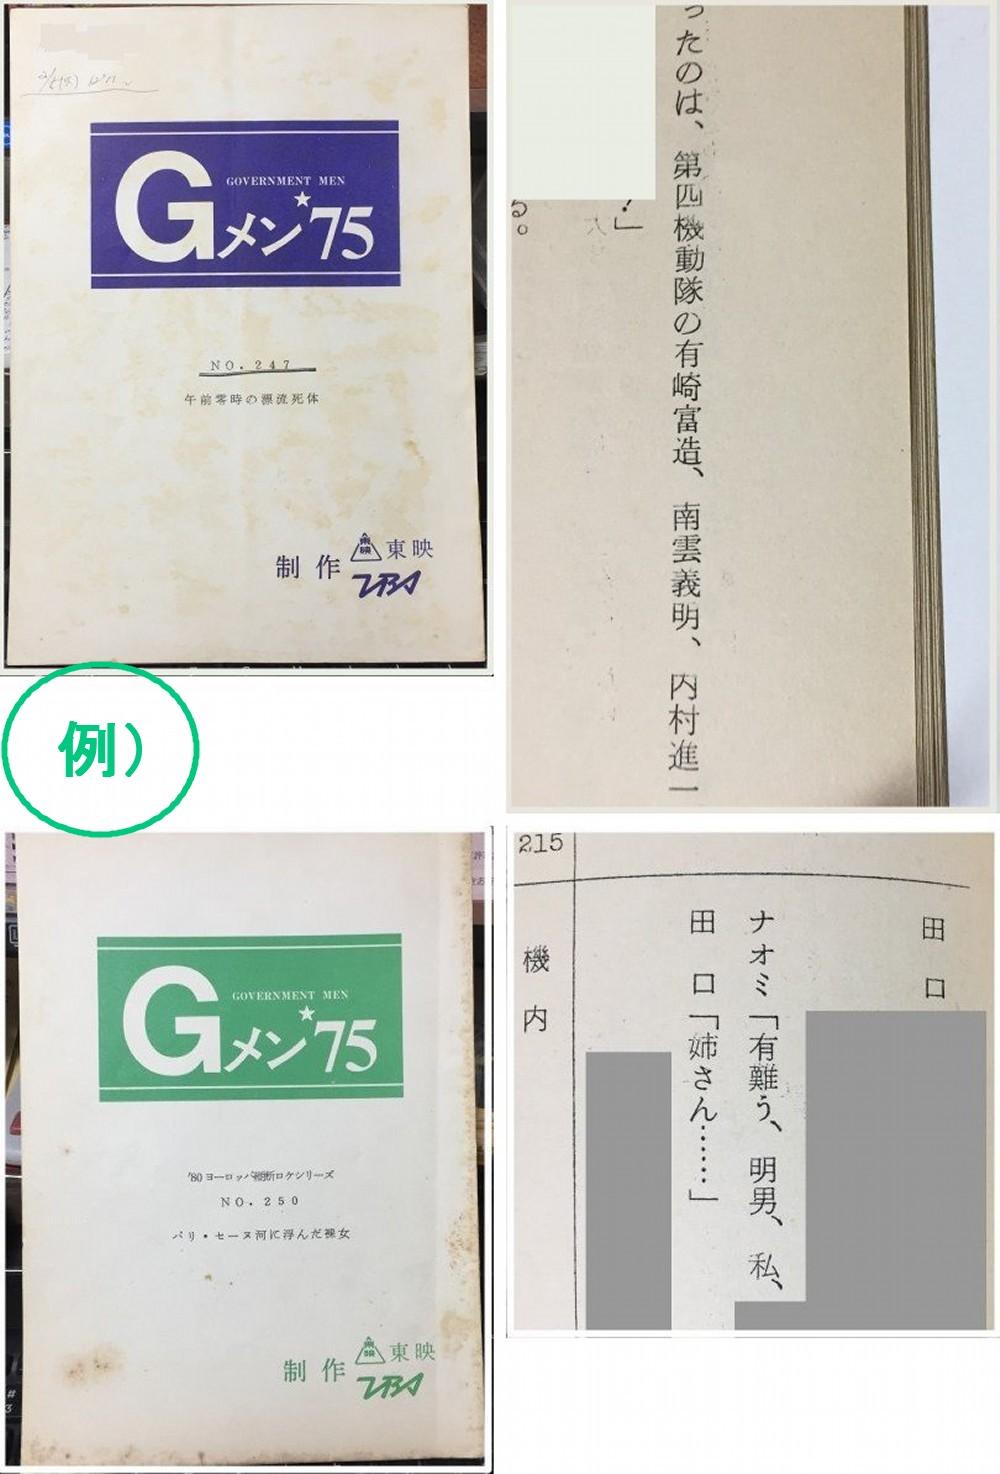 GOVERNMENT MEN
Gメン★75
NO.247
午前零時の漂流死体
制作
東映
東映
ったのは、第四機動隊の有崎富造、南雲義明、内村進一
?」
る。
例）
GOVERNMENT MEN
Gメン★75
'80ヨーロッパ縦断ロケシリーズ
NO.250
パリ・セーヌ河に浮んだ裸女
制作
東映
東映
215
機内
田口
ナオミ「有難う、明男、私、
田口「姉さん……」